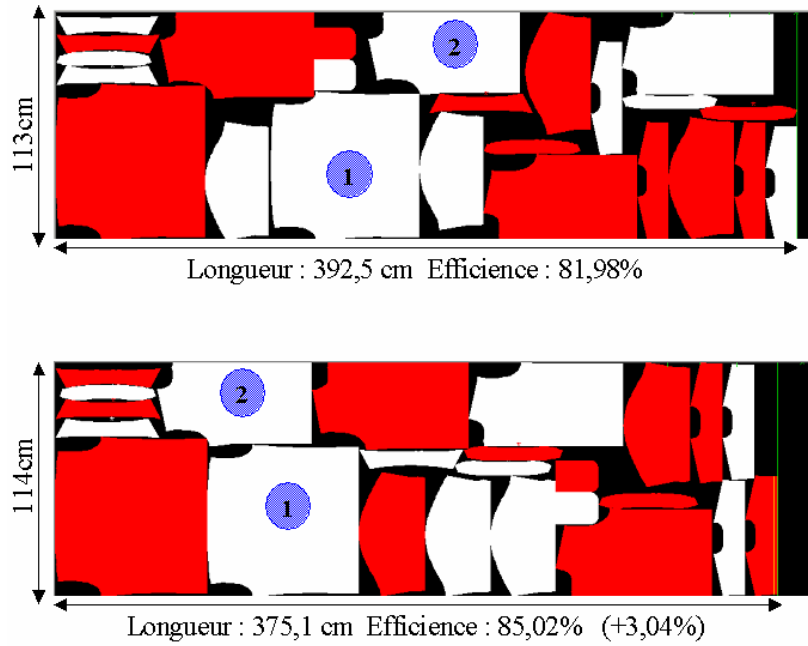 2
113cm
1
Longueur : 392,5 cm Efficience : 81,98%
2
114cm
1
Longueur : 375,1 cm Efficience : 85,02% (+3,04%)